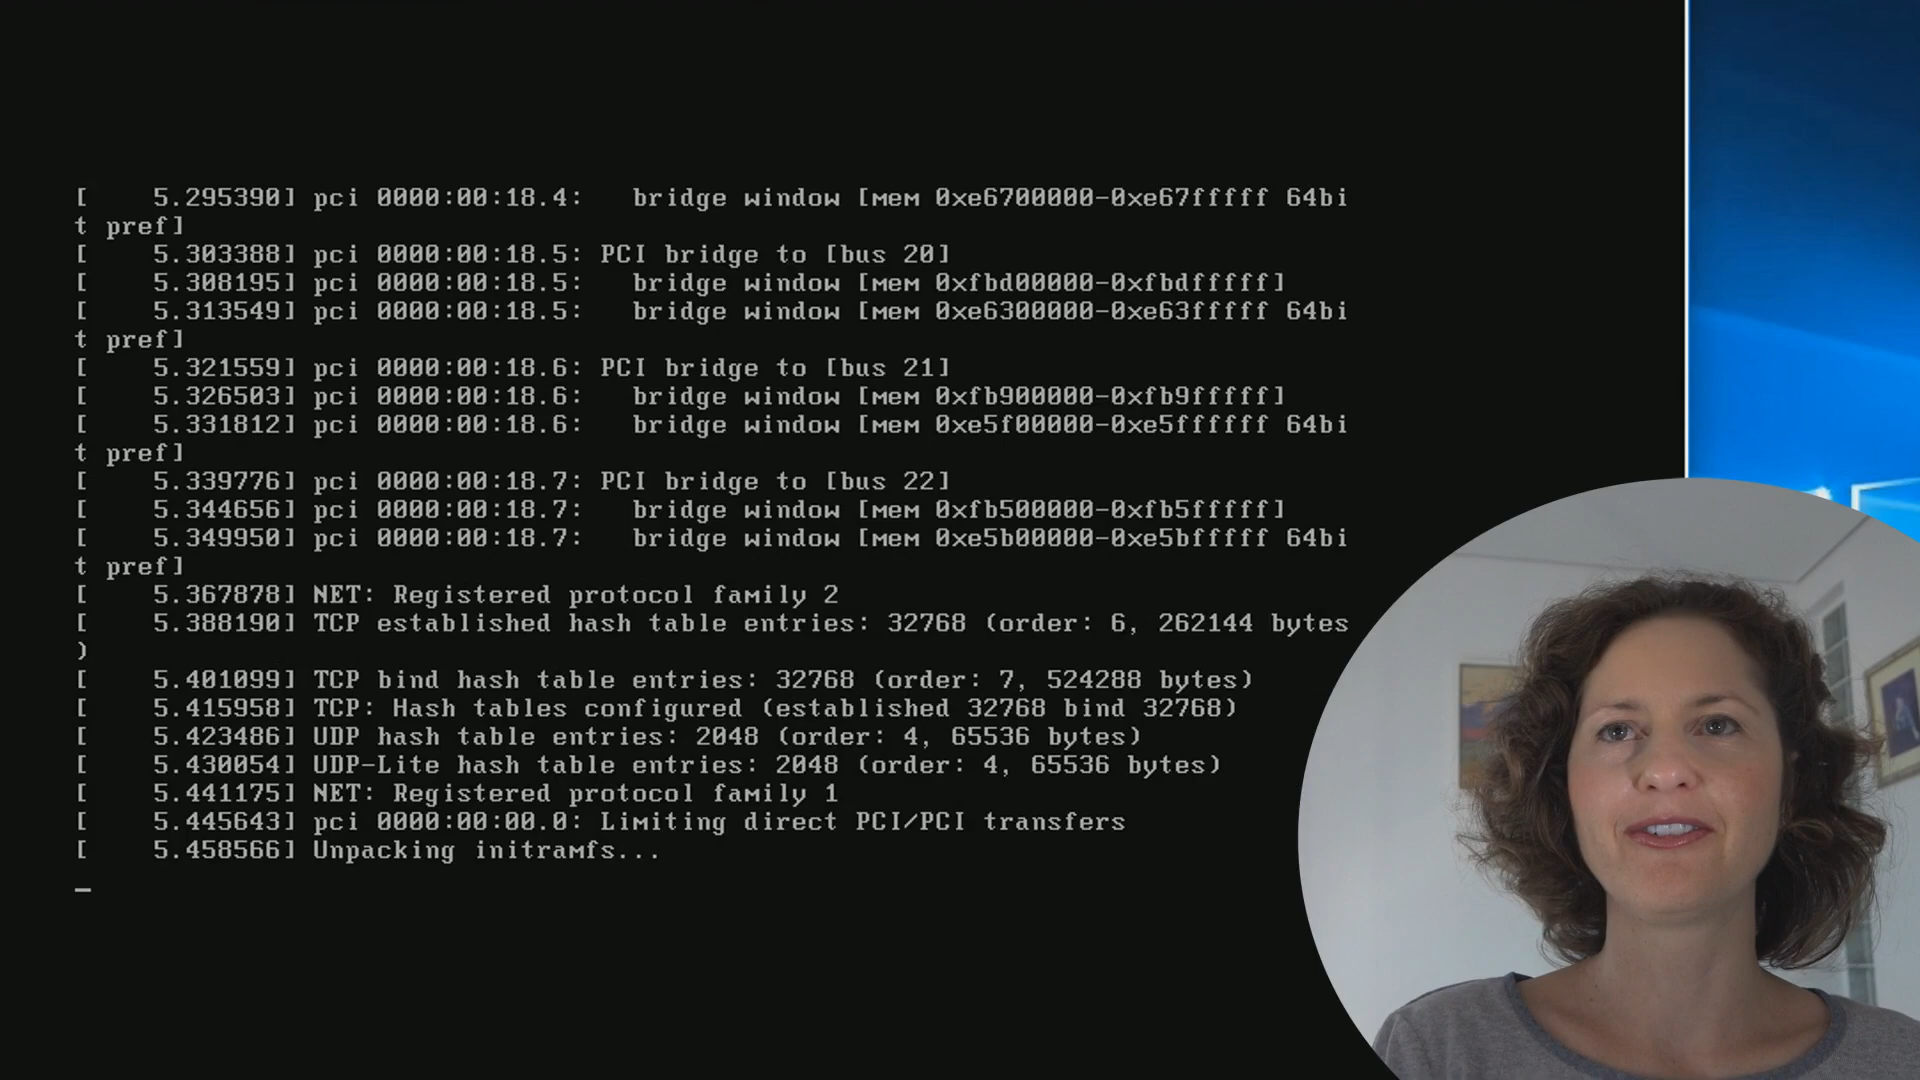 [    5.295390] pci 0000:00:18.4:   bridge window [mem 0xe6700000-0xe67fffff 64bi
t pref]
[    5.303388] pci 0000:00:18.5: PCI bridge to [bus 20]
[    5.308195] pci 0000:00:18.5:   bridge window [mem 0xfbd00000-0xfbdfffff]
[    5.313549] pci 0000:00:18.5:   bridge window [mem 0xe6300000-0xe63fffff 64bi
t pref]
[    5.321559] pci 0000:00:18.6: PCI bridge to [bus 21]
[    5.326503] pci 0000:00:18.6:   bridge window [mem 0xfb900000-0xfb9fffff]
[    5.331812] pci 0000:00:18.6:   bridge window [mem 0xe5f00000-0xe5ffffff 64bi
t pref]
[    5.339776] pci 0000:00:18.7: PCI bridge to [bus 22]
[    5.344656] pci 0000:00:18.7:   bridge window [mem 0xfb500000-0xfb5fffff]
[    5.349950] pci 0000:00:18.7:   bridge window [mem 0xe5b00000-0xe5bfffff 64bi
t pref]
[    5.367878] NET: Registered protocol family 2
[    5.388190] TCP established hash table entries: 32768 (order: 6, 262144 bytes
)
[    5.401099] TCP bind hash table entries: 32768 (order: 7, 524288 bytes)
[    5.415958] TCP: Hash tables configured (established 32768 bind 32768)
[    5.423486] UDP hash table entries: 2048 (order: 4, 65536 bytes)
[    5.430054] UDP-Lite hash table entries: 2048 (order: 4, 65536 bytes)
[    5.441175] NET: Registered protocol family 1
[    5.445643] pci 0000:00:00.0: Limiting direct PCI/PCI transfers
[    5.458566] Unpacking initramfs...
_